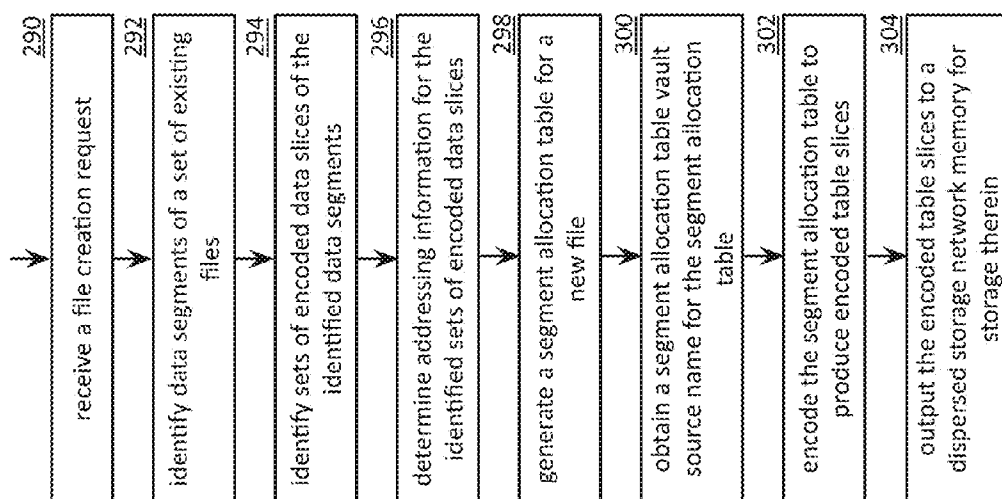 290
receive a file creation request
292
identify data segments of a set of existing
files
294
identify sets of encoded data slices of the
identified data segments
296
determine addressing information for the
identified sets of encoded data slices
298
generate a segment allocation table for a
new file
300
obtain a segment allocation table vault
source name for the segment allocation
table
302
encode the segment allocation table to
produce encoded table slices
304
output the encoded table slices to a
dispersed storage network memory for
storage therein